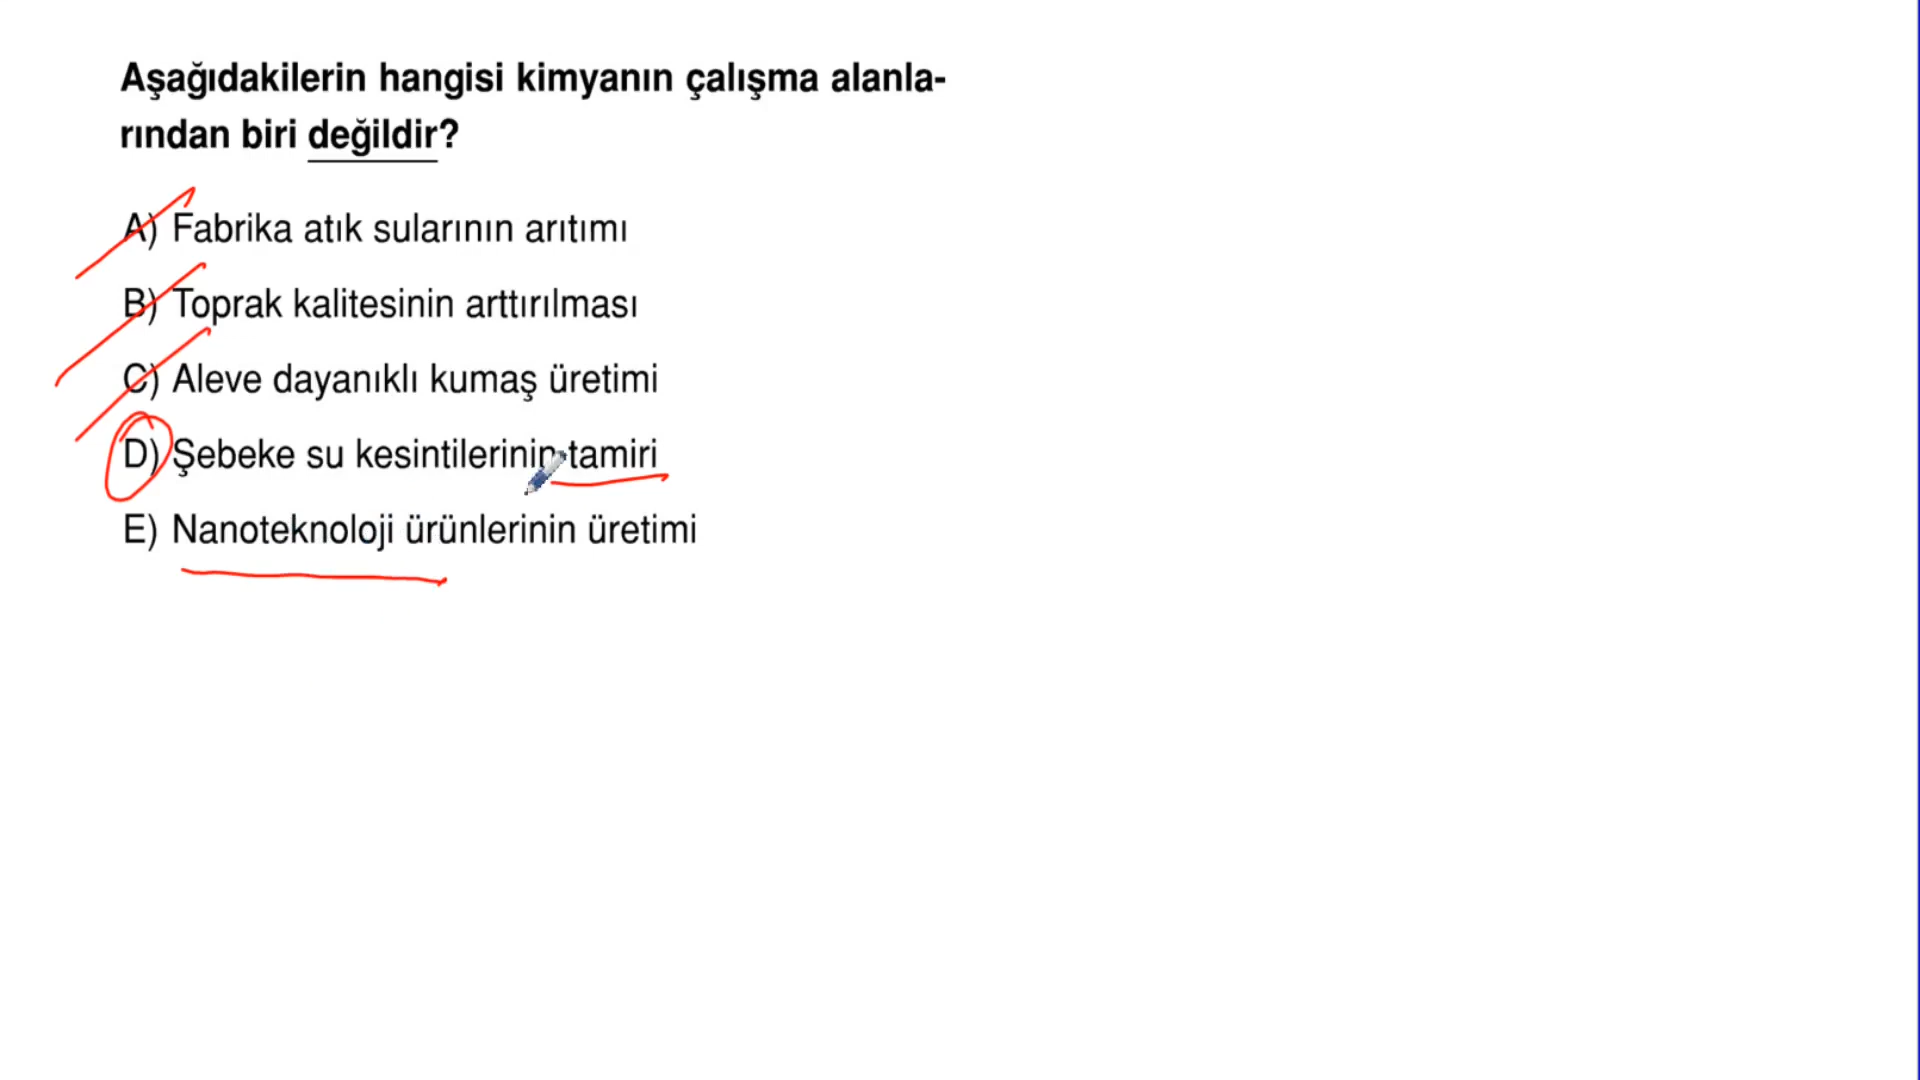 Aşağıdakilerin hangisi kimyanın çalışma alanla-
rından biri değildir?
A) Fabrika atık sularının arıtımı
B) Toprak kalitesinin arttırılması
C) Aleve dayanıklı kumaş üretimi
D) Şebeke su kesintilerinin tamiri
E) Nanoteknoloji ürünlerinin üretimi